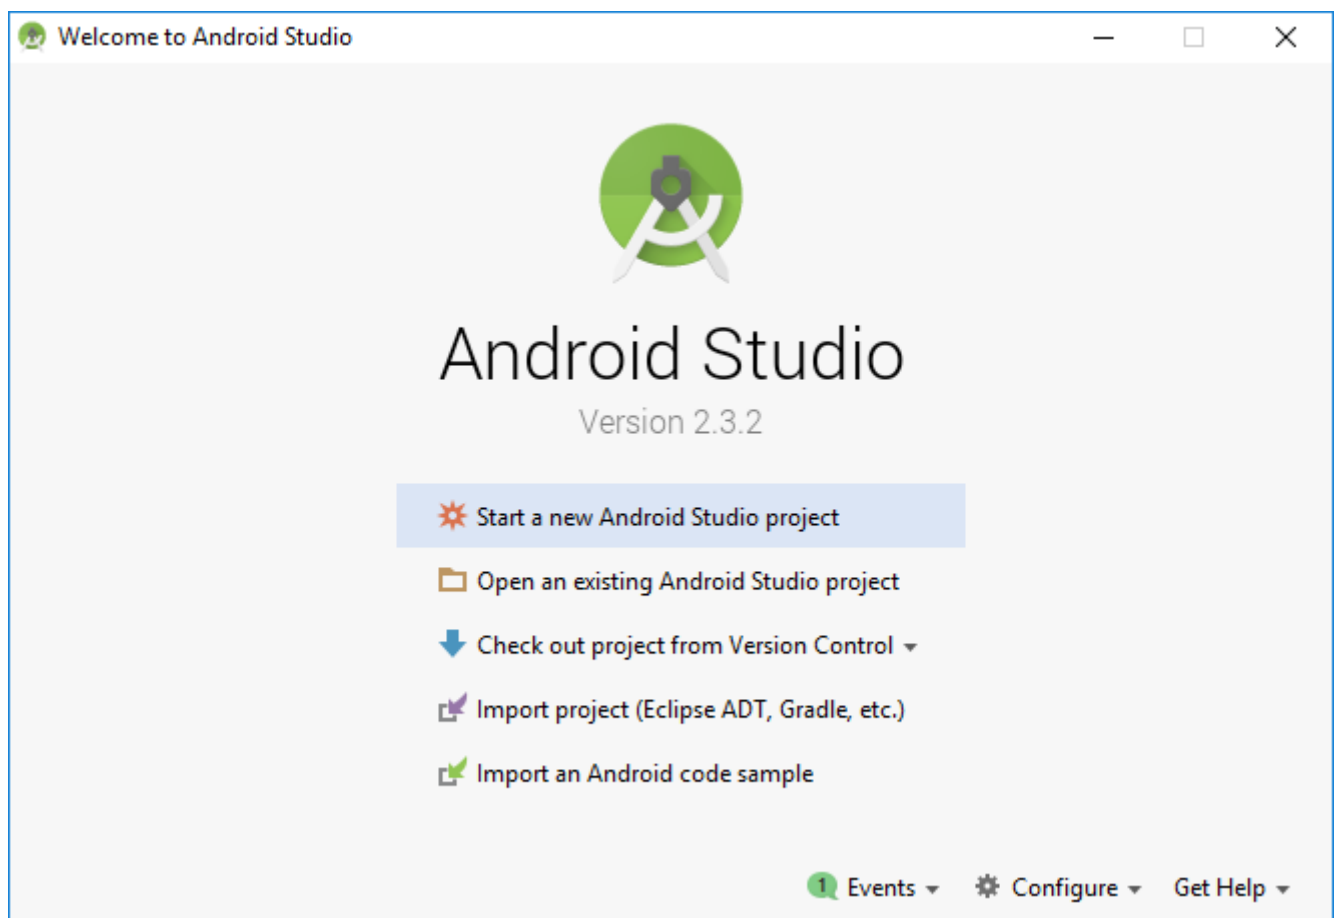 Welcome to Android Studio
Android Studio
Version 2.3.2
Start a new Android Studio project
Open an existing Android Studio project
Check out project from Version Control
Import project (Eclipse ADT, Gradle, etc.)
Import an Android code sample
1 Events Configure Get Help